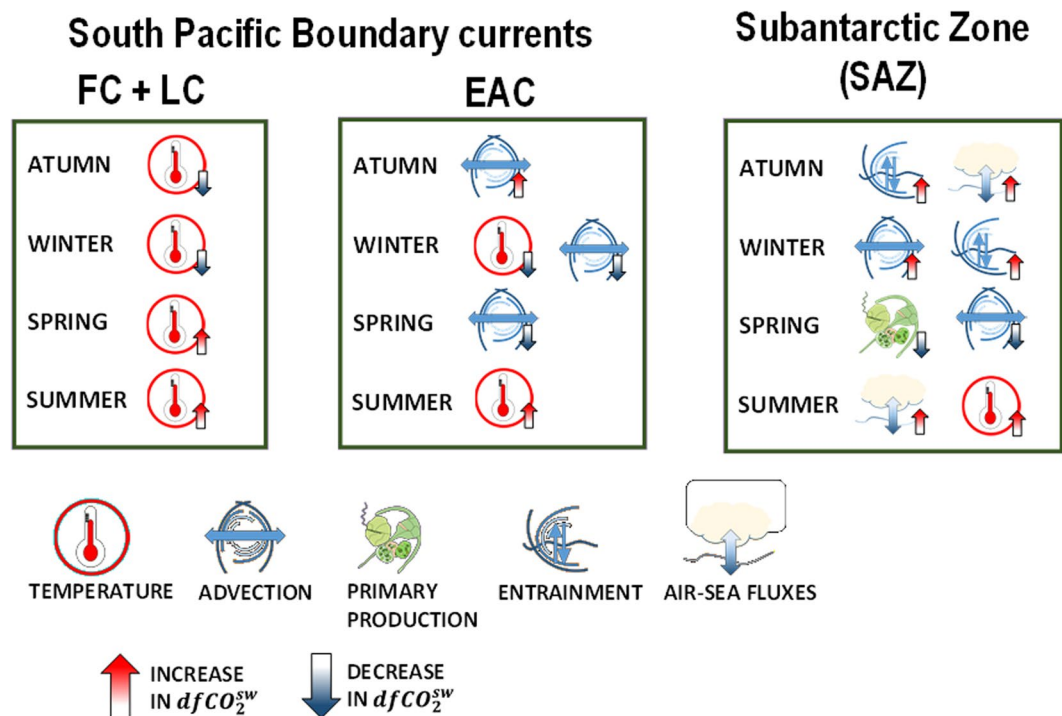 South Pacific Boundary currents
Subantarctic Zone
(SAZ)
FC + LC
EAC
ATUMN
WINTER
SPRING
SUMMER
ATUMN
WINTER
SPRING
SUMMER
ATUMN
WINTER
SPRING
SUMMER
TEMPERATURE
ADVECTION
PRIMARY
PRODUCTION
ENTRAINMENT
AIR-SEA FLUXES
INCREASE
IN dfCO₂ˢʷ
DECREASE
IN dfCO₂ˢʷ